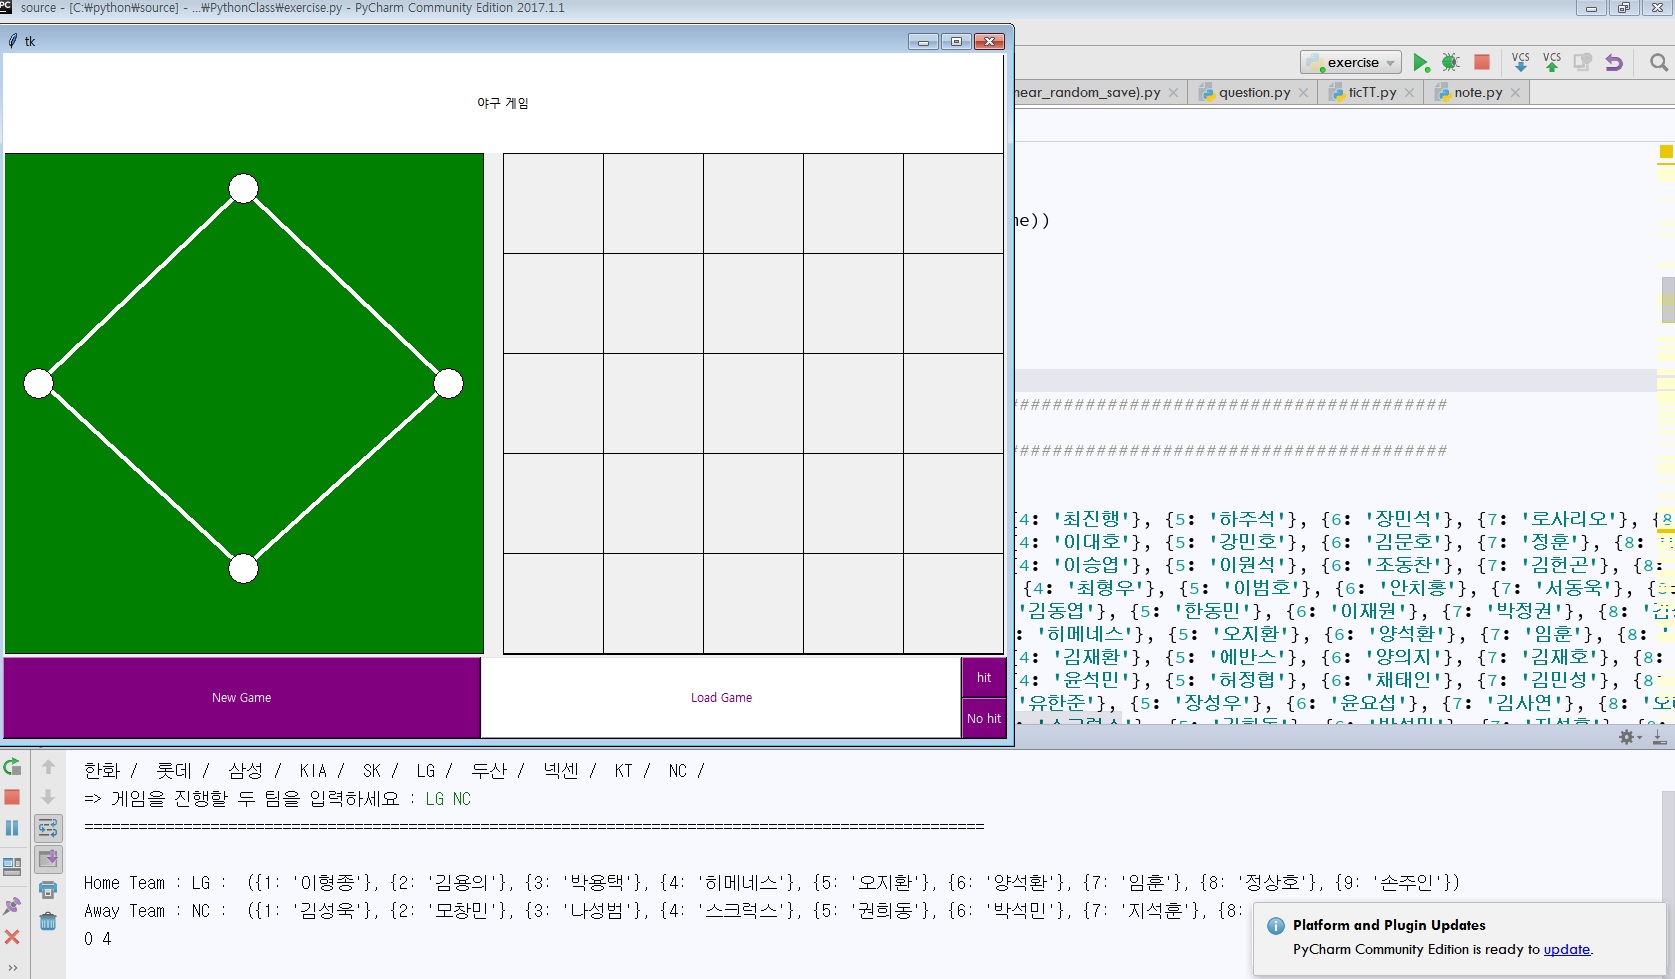 source - [C:₩python₩source] - ...₩PythonClass₩exercise.py - PyCharm Community Edition 2017.1.1
tk
exercise
VCS VCS
near_random_save).py question.py ticTT.py note.py
야구 게임
ne))
######################################
######################################
4: '최진행'}, {5: '하주석'}, {6: '장민석'}, {7: '로사리오'}, {8
4: '이대호'}, {5: '강민호'}, {6: '김문호'}, {7: '정훈'}, {8:
4: '이승엽'}, {5: '이원석'}, {6: '조동찬'}, {7: '김헌곤'}, {8:
{4: '최형우'}, {5: '이범호'}, {6: '안치홍'}, {7: '서동욱'}, {
'김동엽'}, {5: '한동민'}, {6: '이재원'}, {7: '박정권'}, {8:
: '히메네스'}, {5: '오지환'}, {6: '양석환'}, {7: '임훈'}, {8: '
4: '김재환'}, {5: '에반스'}, {6: '양의지'}, {7: '김재호'}, {8:
4: '윤석민'}, {5: '허정협'}, {6: '채태인'}, {7: '김민성'}, {8
'유한준'}, {5: '장성우'}, {6: '윤요섭'}, {7: '김사연'}, {8:
New Game
Load Game
hit
No hit
한화 / 롯데 / 삼성 / KIA / SK / LG / 두산 / 넥센 / KT / NC /
=> 게임을 진행할 두 팀을 입력하세요 : LG NC
====================================================================================================
Home Team : LG : ({1: '이형종'}, {2: '김용의'}, {3: '박용택'}, {4: '히메네스'}, {5: '오지환'}, {6: '양석환'}, {7: '임훈'}, {8: '정상호'}, {9: '손주인'})
Away Team : NC : ({1: '김성욱'}, {2: '모창민'}, {3: '나성범'}, {4: '스크럭스'}, {5: '권희동'}, {6: '박석민'}, {7: '지석훈'}, {8:
0 4
Platform and Plugin Updates
PyCharm Community Edition is ready to update.